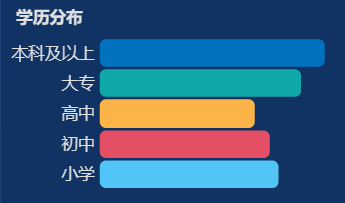 学历分布
本科及以上
大专
高中
初中
小学